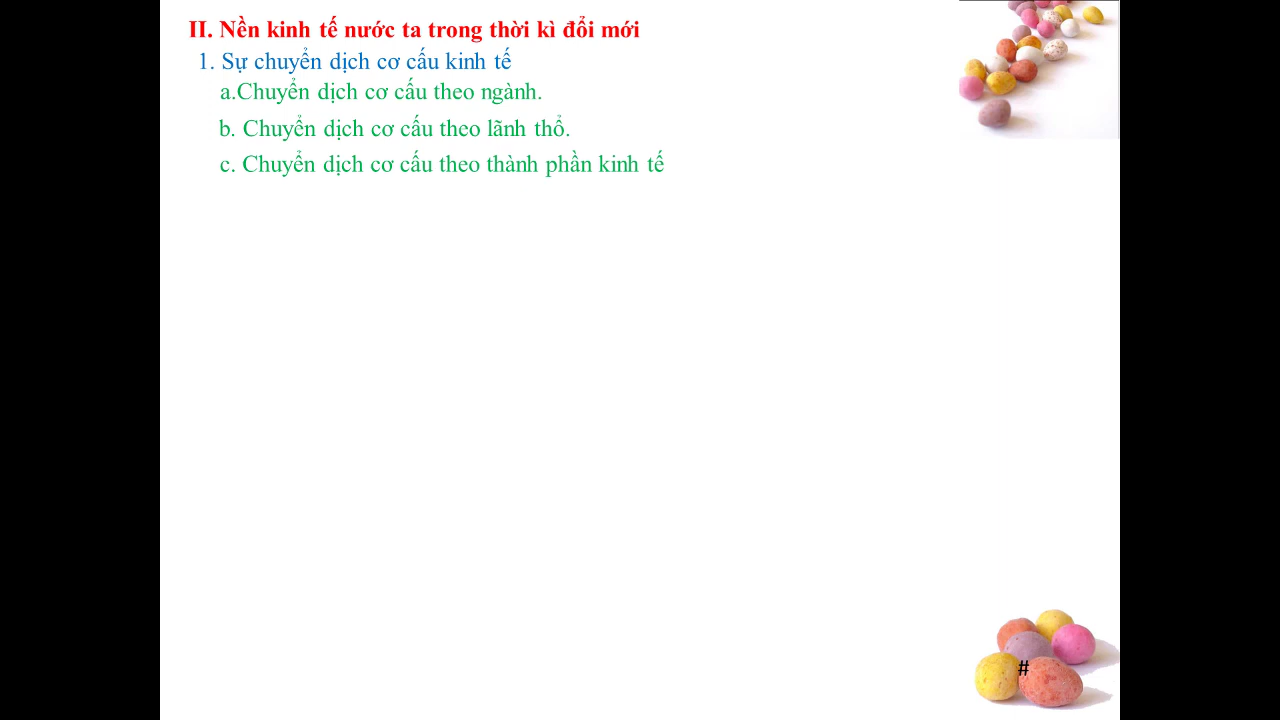 II. Nền kinh tế nước ta trong thời kì đổi mới
1. Sự chuyển dịch cơ cấu kinh tế
a.Chuyển dịch cơ cấu theo ngành.
b. Chuyển dịch cơ cấu theo lãnh thổ.
c. Chuyển dịch cơ cấu theo thành phần kinh tế
#